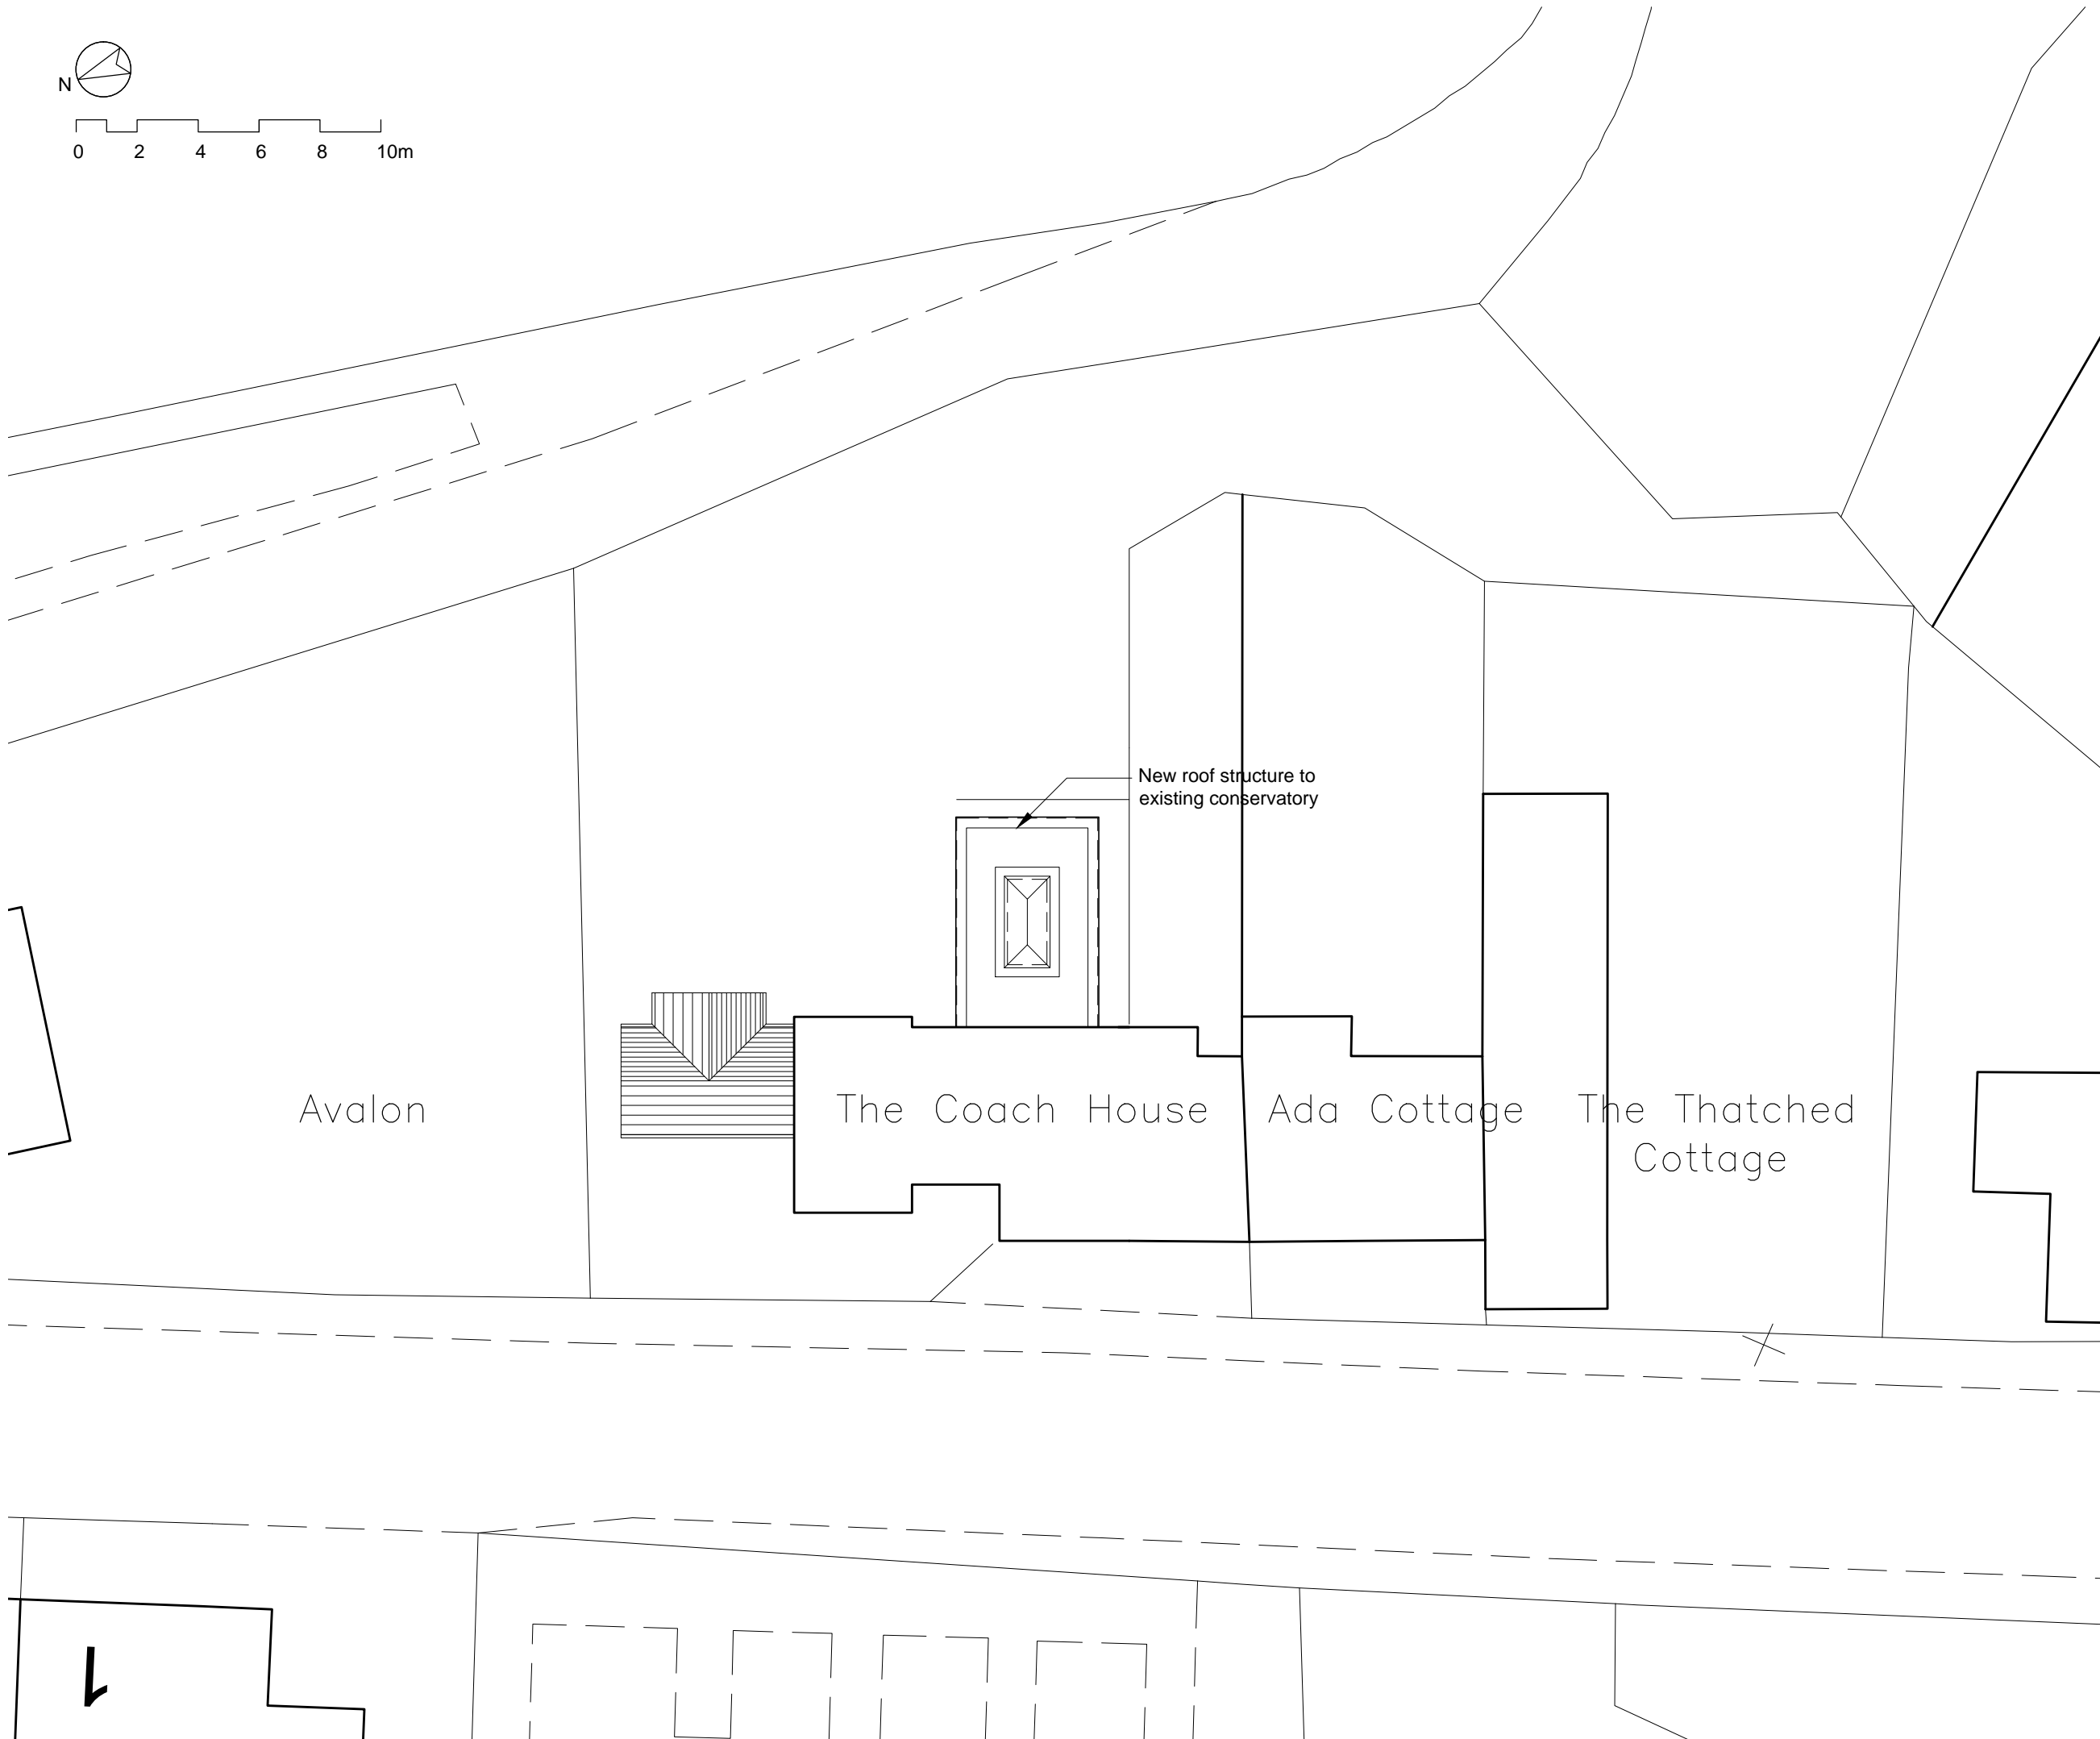 N
0 2 4 6 8 10m
New roof structure to
existing conservatory
Avalon
The Coach House
Ada Cottage
The Thatched
Cottage
1